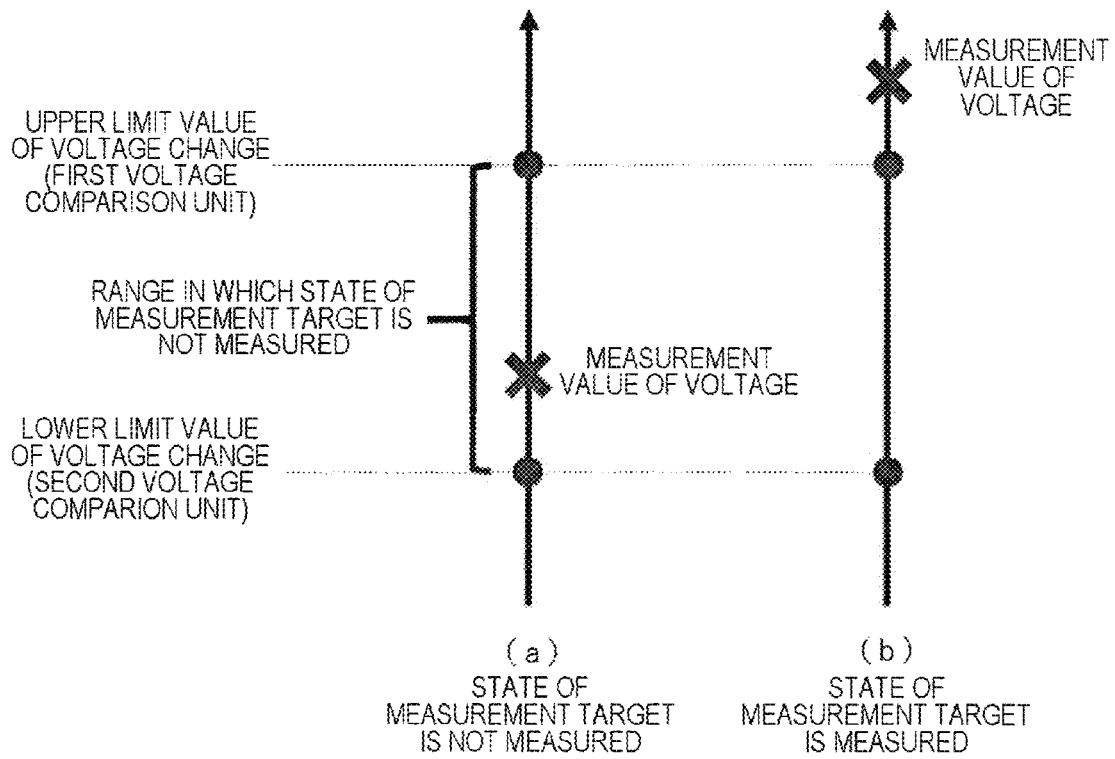 MEASUREMENT
VALUE OF
VOLTAGE
UPPER LIMIT VALUE
OF VOLTAGE CHANGE
(FIRST VOLTAGE
COMPARISON UNIT)
RANGE IN WHICH STATE OF
MEASUREMENT TARGET IS
NOT MEASURED
MEASUREMENT
VALUE OF VOLTAGE
LOWER LIMIT VALUE
OF VOLTAGE CHANGE
(SECOND VOLTAGE
COMPARION UNIT)
(a)
STATE OF
MEASUREMENT TARGET
IS NOT MEASURED
(b)
STATE OF
MEASUREMENT TARGET
IS MEASURED